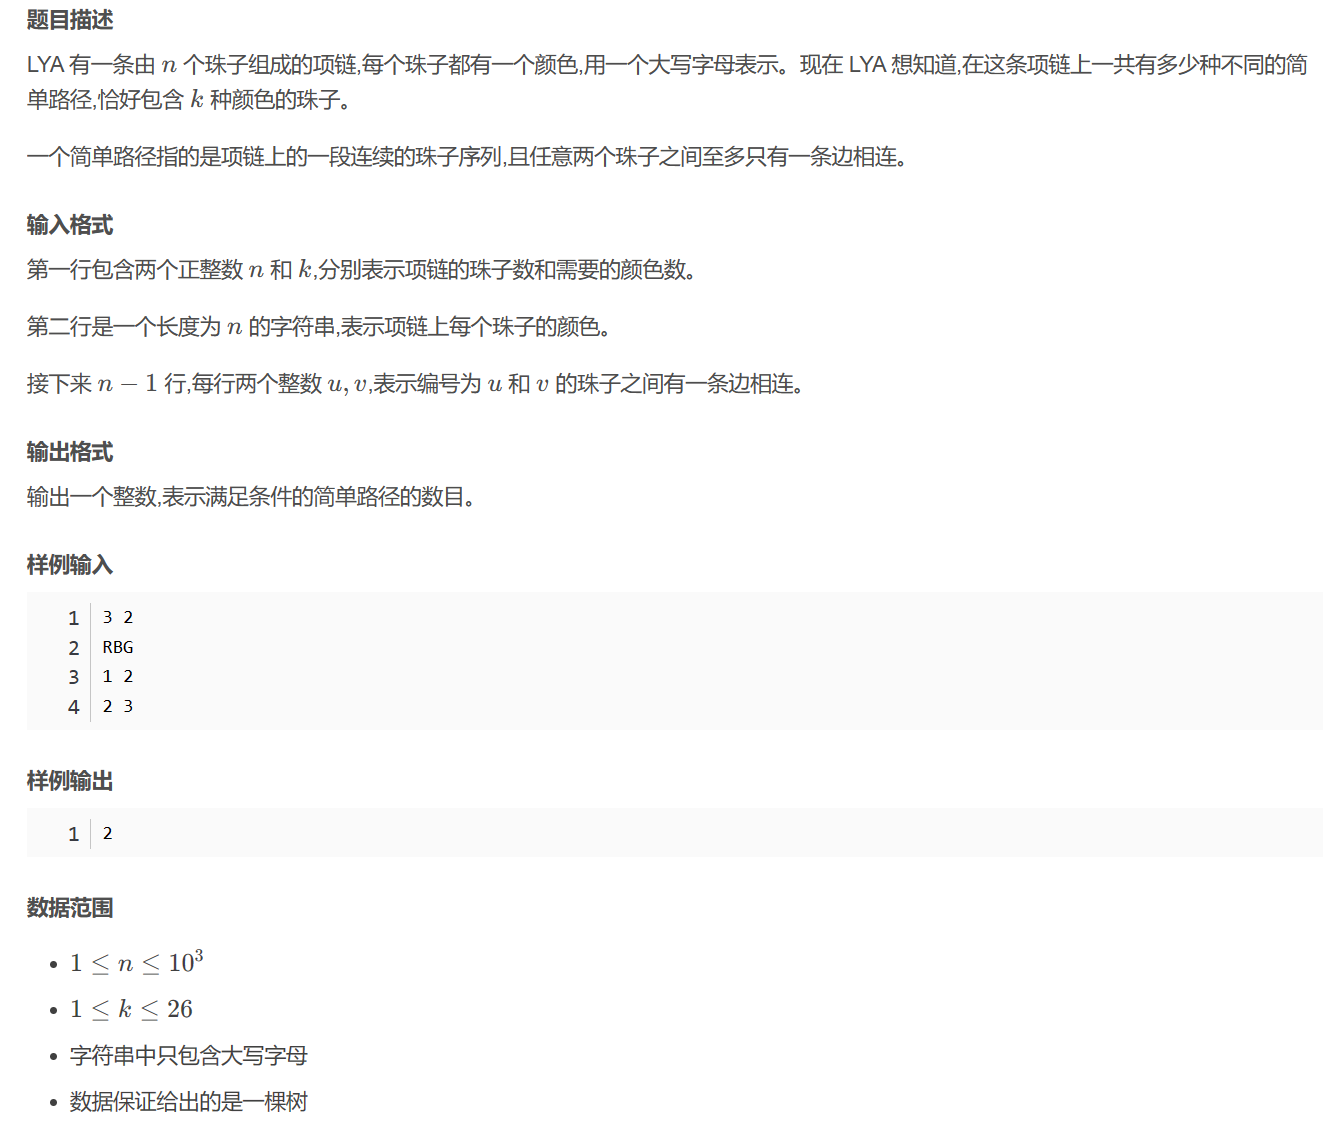 题目描述
LYA 有一条由 n 个珠子组成的项链,每个珠子都有一个颜色,用一个大写字母表示。现在 LYA 想知道,在这条项链上一共有多少种不同的简
单路径,恰好包含 k 种颜色的珠子。
一个简单路径指的是项链上的一段连续的珠子序列,且任意两个珠子之间至多只有一条边相连。
输入格式
第一行包含两个正整数 n 和 k,分别表示项链的珠子数和需要的颜色数。
第二行是一个长度为 n 的字符串,表示项链上每个珠子的颜色。
接下来 n − 1 行,每行两个整数 u, v,表示编号为 u 和 v 的珠子之间有一条边相连。
输出格式
输出一个整数,表示满足条件的简单路径的数目。
样例输入
1 3 2
2 RBG
3 1 2
4 2 3
样例输出
1 2
数据范围
• 1 ≤ n ≤ 10³
• 1 ≤ k ≤ 26
• 字符串中只包含大写字母
• 数据保证给出的是一棵树